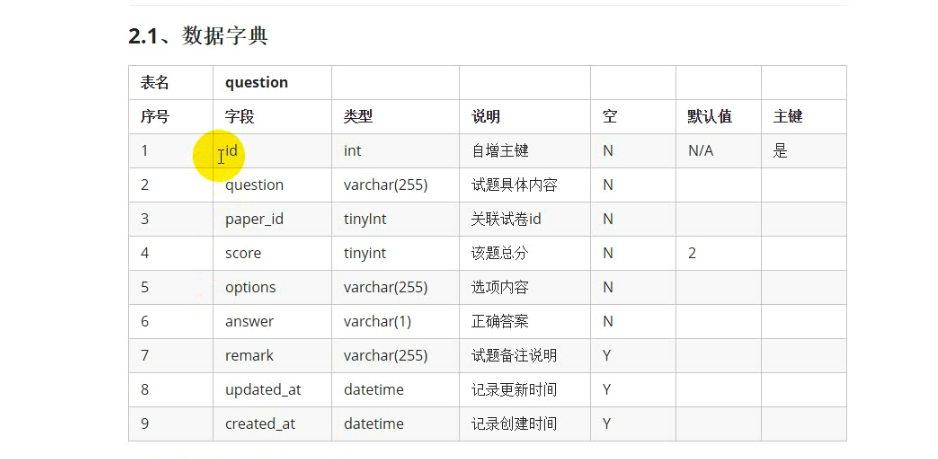 2.1、数据字典
表名 question
序号 字段 类型 说明 空 默认值 主键
1 id int 自增主键 N N/A 是
2 question varchar(255) 试题具体内容 N
3 paper_id tinyInt 关联试卷id N
4 score tinyint 该题总分 N 2
5 options varchar(255) 选项内容 N
6 answer varchar(1) 正确答案 N
7 remark varchar(255) 试题备注说明 Y
8 updated_at datetime 记录更新时间 Y
9 created_at datetime 记录创建时间 Y